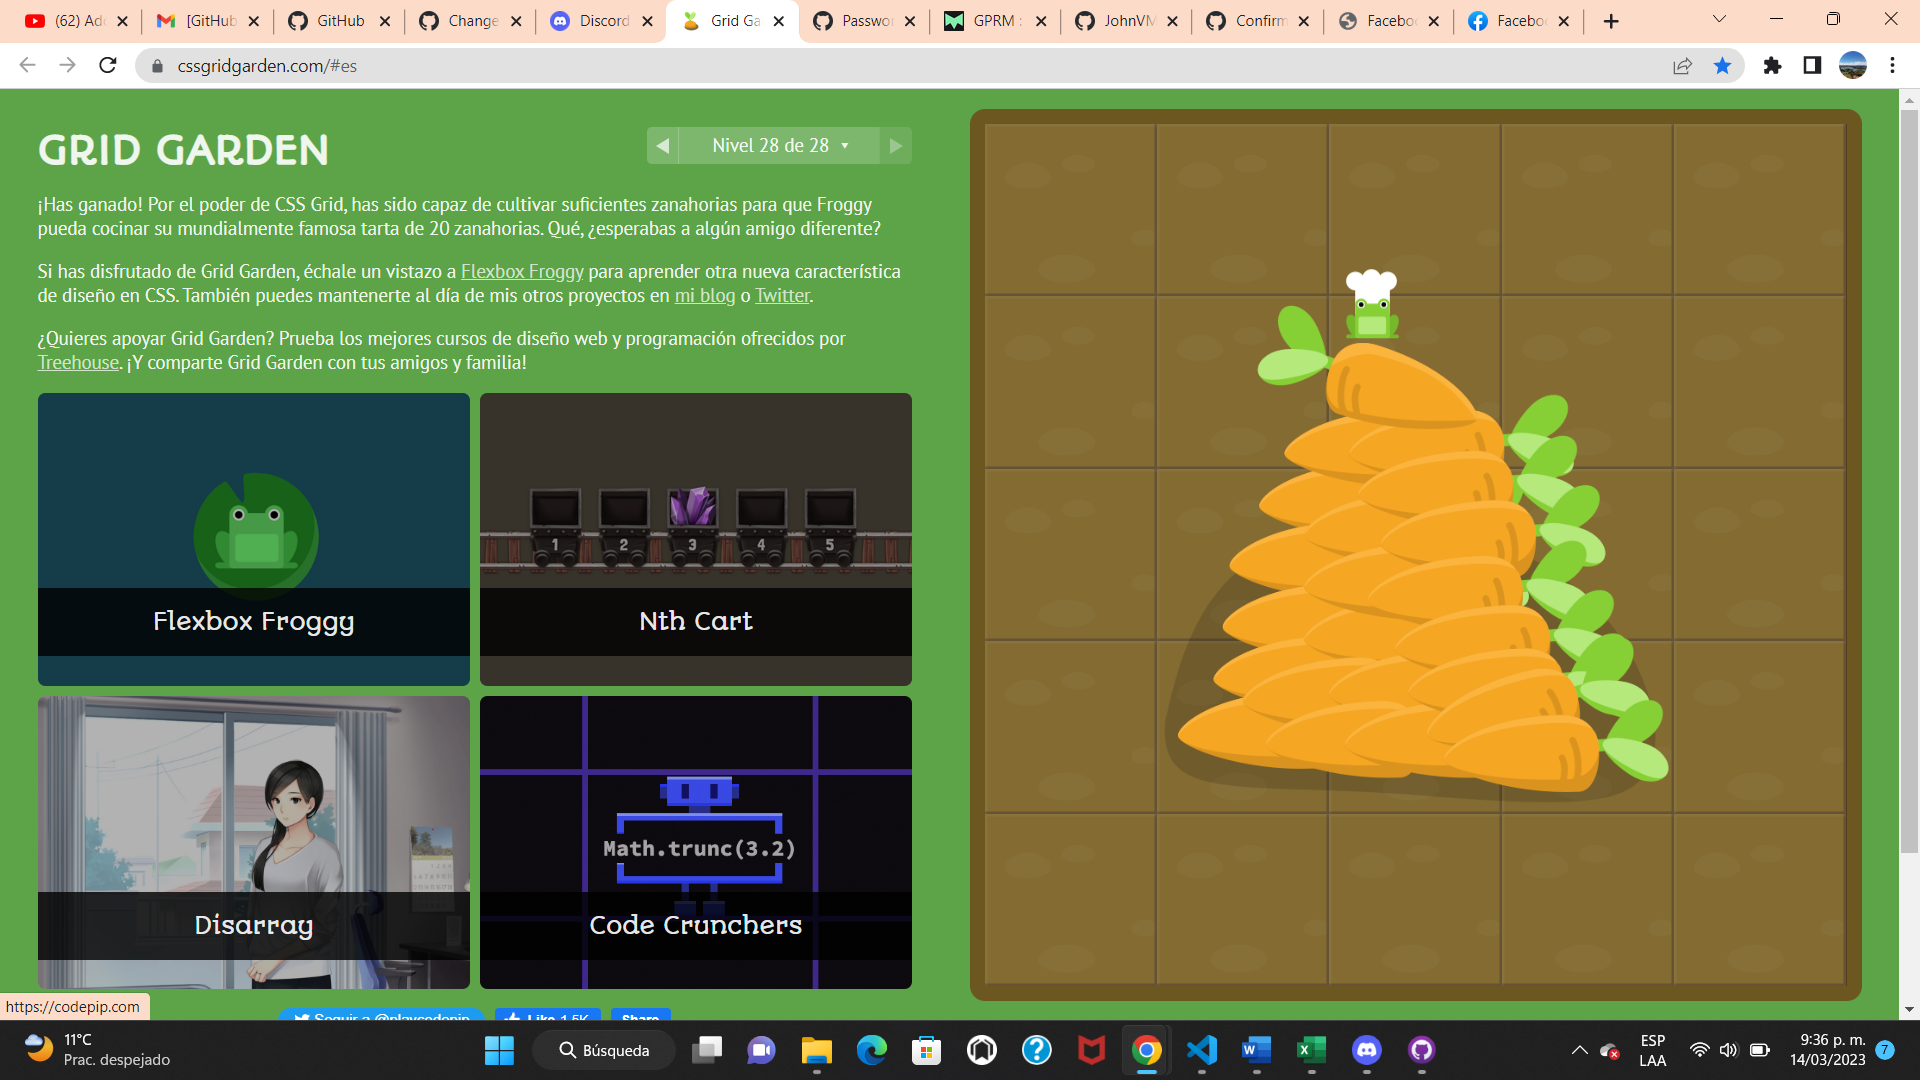 (62) Ad
[GitHub
GitHub
Change
Discord
Grid Ga
Passwo
GPRM :
JohnVM
Confirm
Facebo
Facebo
cssgridgarden.com/#es
GRID GARDEN
Nivel 28 de 28
¡Has ganado! Por el poder de CSS Grid, has sido capaz de cultivar suficientes zanahorias para que Froggy
pueda cocinar su mundialmente famosa tarta de 20 zanahorias. Qué, ¿esperabas a algún amigo diferente?
Si has disfrutado de Grid Garden, échale un vistazo a Flexbox Froggy para aprender otra nueva característica
de diseño en CSS. También puedes mantenerte al día de mis otros proyectos en mi blog o Twitter.
¿Quieres apoyar Grid Garden? Prueba los mejores cursos de diseño web y programación ofrecidos por
Treehouse. ¡Y comparte Grid Garden con tus amigos y familia!
1 2 3 4 5
Flexbox Froggy
Nth Cart
Math.trunc(3.2)
Disarray
Code Crunchers
https://codepip.com
Seguir a @playcodepip
Like 1.5K
Share
11°C
Prac. despejado
Búsqueda
ESP
LAA
9:36 p. m.
14/03/2023
7